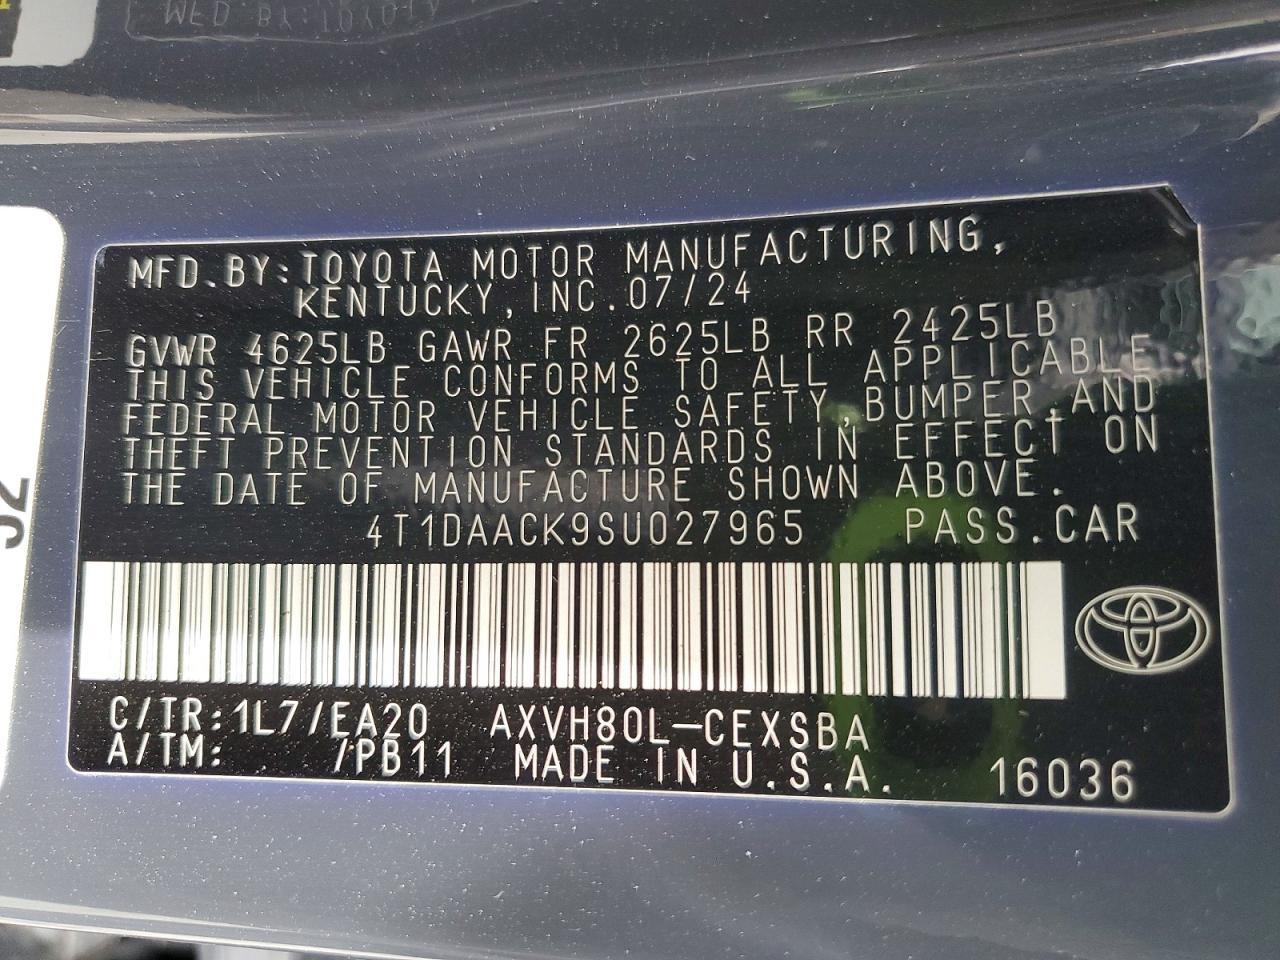 MFD.BY:TOYOTA MOTOR MANUFACTURING,
KENTUCKY, INC. 07/24
GVWR 4625LB GAWR FR 2625LB RR 2425LB
THIS VEHICLE CONFORMS TO ALL APPLICABLE
FEDERAL MOTOR VEHICLE SAFETY,BUMPER,AND
THEFT PREVENTION STANDARDS IN EFFECT ON
THE DATE OF MANUFACTURE SHOWN ABOVE.
4T1DAACK9SU027965 PASS.CAR
C/TR:1L7/EA20 AXVH80L-CEXSBA
A/TM: /PB11 MADE IN U.S.A. 16036